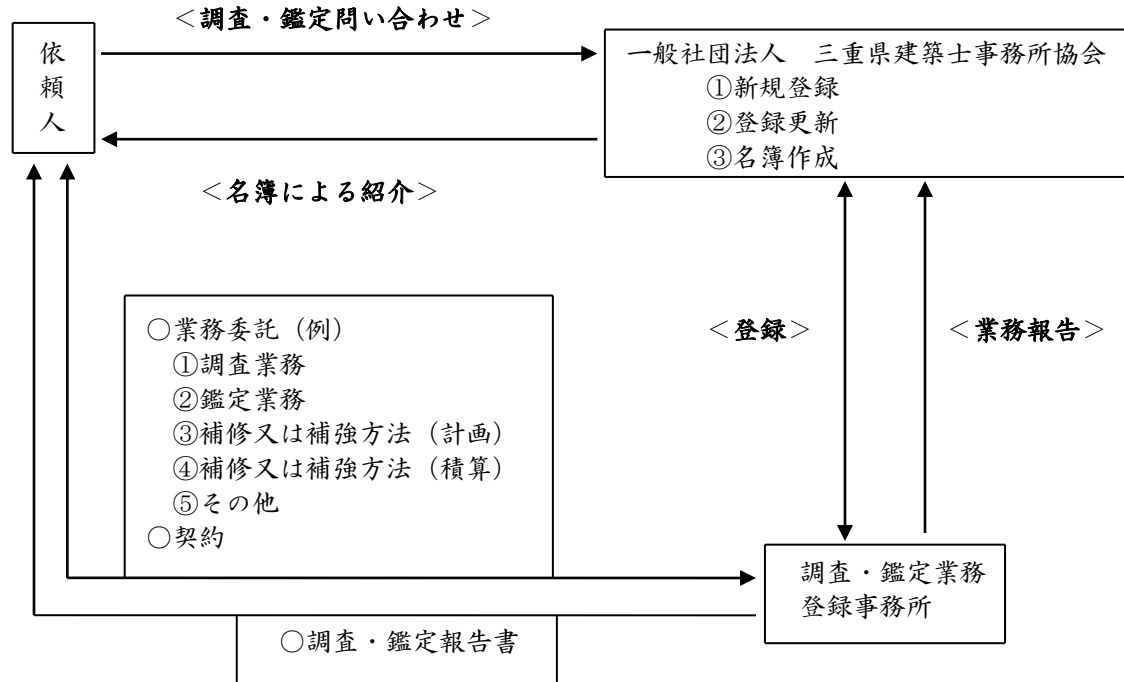 ＜調査・鑑定問い合わせ＞
依
頼
人
一般社団法人　三重県建築士事務所協会
①新規登録
②登録更新
③名簿作成
＜名簿による紹介＞
○業務委託（例）
①調査業務
②鑑定業務
③補修又は補強方法（計画）
④補修又は補強方法（積算）
⑤その他
○契約
＜登録＞
＜業務報告＞
調査・鑑定業務
登録事務所
○調査・鑑定報告書